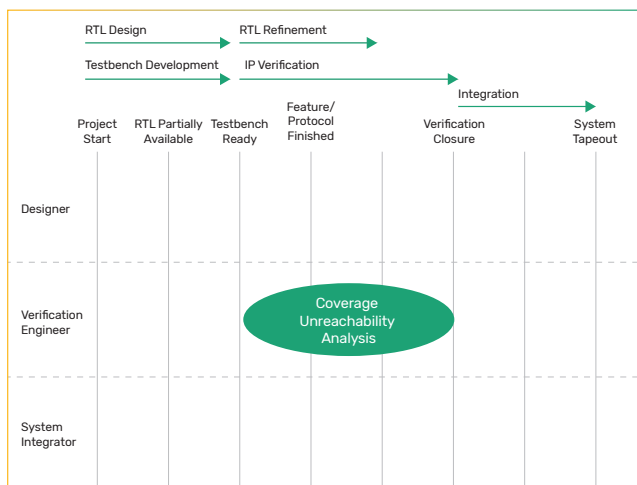 RTL Design
RTL Refinement
Testbench Development
IP Verification
Integration
Project
Start
RTL Partially
Available
Testbench
Ready
Feature/
Protocol
Finished
Verification
Closure
System
Tapeout
Designer
Verification
Engineer
Coverage
Unreachability
Analysis
System
Integrator